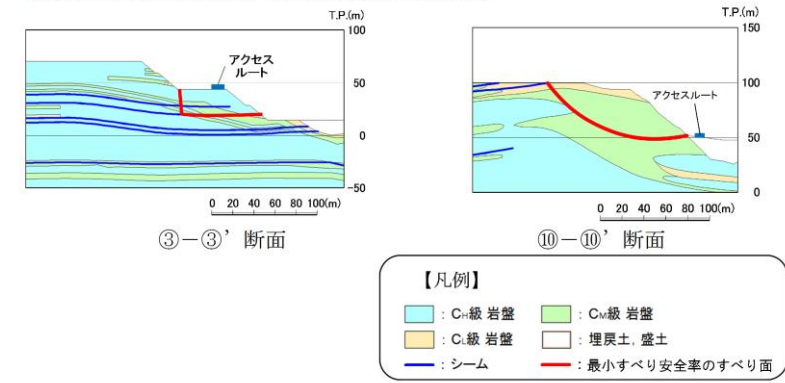 T.P.(m)
100
50
0
-50
アクセス
ルート
0 20 40 60 80 100(m)
③－③’ 断面
T.P.(m)
150
100
50
0
アクセスルート
0 20 40 60 80 100(m)
⑩－⑩’ 断面
【凡例】
：CH級 岩盤 ：CM級 岩盤
：CL級 岩盤 ：埋戻土，盛土
：シーム ：最小すべり安全率のすべり面